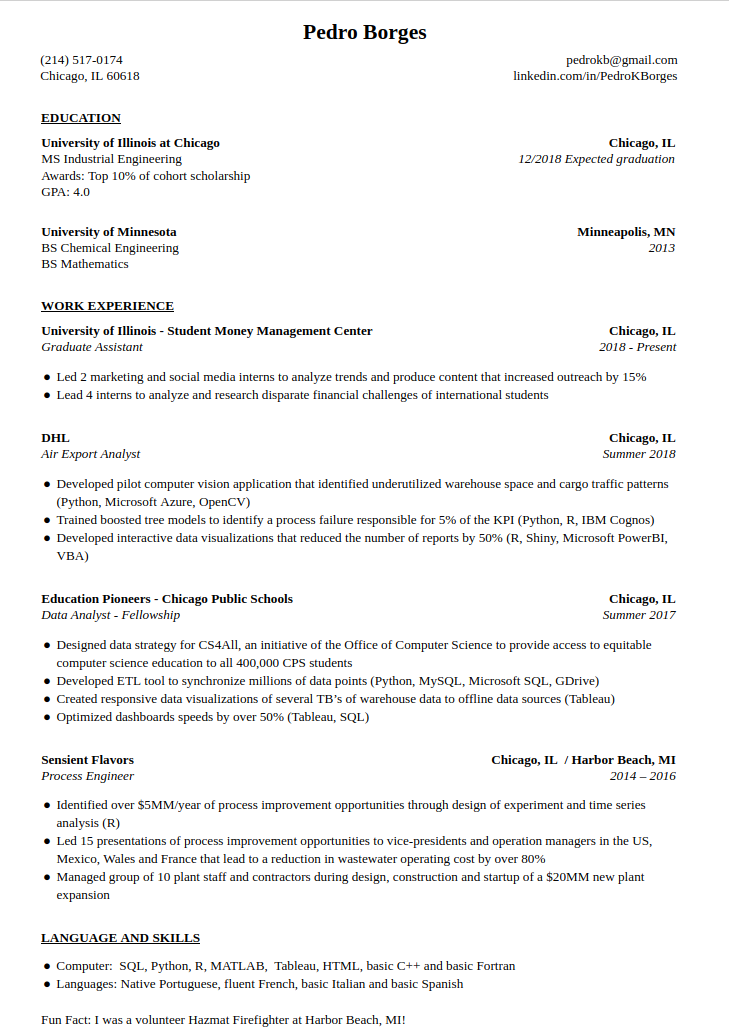 Pedro Borges
(214) 517-0174 pedrokb@gmail.com
Chicago, IL 60618 linkedin.com/in/PedroKBorges
EDUCATION
University of Illinois at Chicago Chicago, IL
MS Industrial Engineering 12/2018 Expected graduation
Awards: Top 10% of cohort scholarship
GPA: 4.0
University of Minnesota Minneapolis, MN
BS Chemical Engineering 2013
BS Mathematics
WORK EXPERIENCE
University of Illinois - Student Money Management Center Chicago, IL
Graduate Assistant 2018 - Present
● Led 2 marketing and social media interns to analyze trends and produce content that increased outreach by 15%
● Lead 4 interns to analyze and research disparate financial challenges of international students
DHL Chicago, IL
Air Export Analyst Summer 2018
● Developed pilot computer vision application that identified underutilized warehouse space and cargo traffic patterns
(Python, Microsoft Azure, OpenCV)
● Trained boosted tree models to identify a process failure responsible for 5% of the KPI (Python, R, IBM Cognos)
● Developed interactive data visualizations that reduced the number of reports by 50% (R, Shiny, Microsoft PowerBI,
VBA)
Education Pioneers - Chicago Public Schools Chicago, IL
Data Analyst - Fellowship Summer 2017
● Designed data strategy for CS4All, an initiative of the Office of Computer Science to provide access to equitable
computer science education to all 400,000 CPS students
● Developed ETL tool to synchronize millions of data points (Python, MySQL, Microsoft SQL, GDrive)
● Created responsive data visualizations of several TB’s of warehouse data to offline data sources (Tableau)
● Optimized dashboards speeds by over 50% (Tableau, SQL)
Sensient Flavors Chicago, IL / Harbor Beach, MI
Process Engineer 2014 – 2016
● Identified over $5MM/year of process improvement opportunities through design of experiment and time series
analysis (R)
● Led 15 presentations of process improvement opportunities to vice-presidents and operation managers in the US,
Mexico, Wales and France that lead to a reduction in wastewater operating cost by over 80%
● Managed group of 10 plant staff and contractors during design, construction and startup of a $20MM new plant
expansion
LANGUAGE AND SKILLS
● Computer: SQL, Python, R, MATLAB, Tableau, HTML, basic C++ and basic Fortran
● Languages: Native Portuguese, fluent French, basic Italian and basic Spanish
Fun Fact: I was a volunteer Hazmat Firefighter at Harbor Beach, MI!